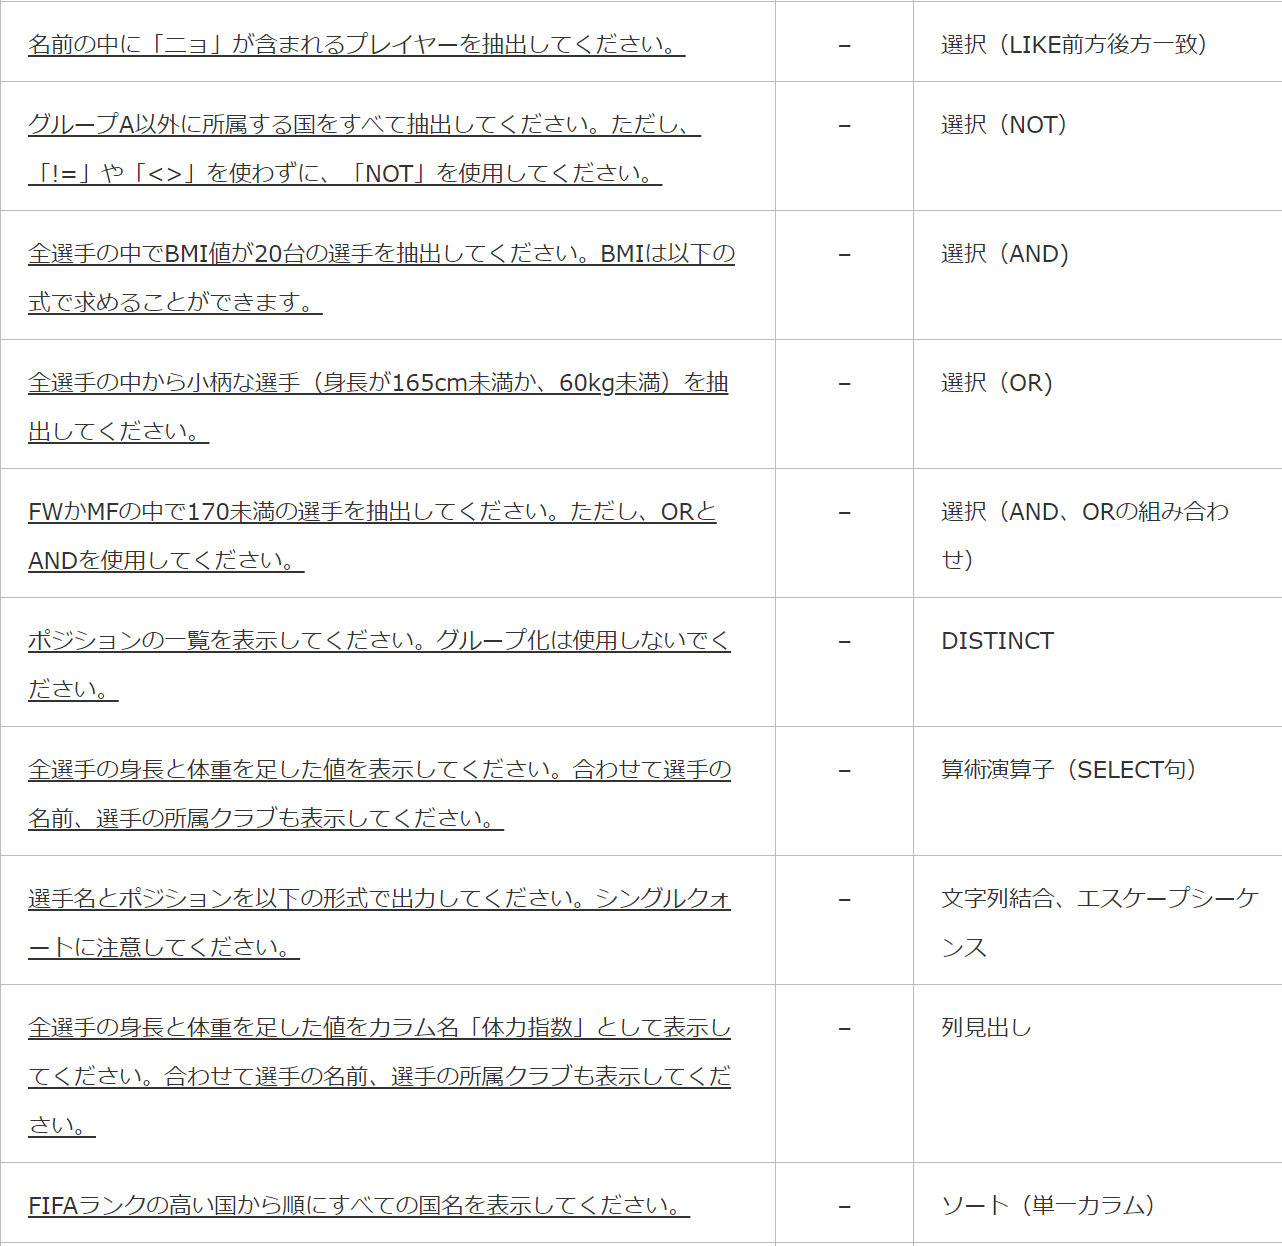 名前の中に「ニョ」が含まれるプレイヤーを抽出してください。 – 選択（LIKE前方後方一致）
グループA以外に所属する国をすべて抽出してください。ただし、 – 選択（NOT）
「!=」や「<>」を使わずに、「NOT」を使用してください。
全選手の中でBMI値が20台の選手を抽出してください。BMIは以下の – 選択（AND)
式で求めることができます。
全選手の中から小柄な選手（身長が165cm未満か、60kg未満）を抽 – 選択（OR)
出してください。
FWかMFの中で170未満の選手を抽出してください。ただし、ORと – 選択（AND、ORの組み合わ
ANDを使用してください。 せ）
ポジションの一覧を表示してください。グループ化は使用しないでく – DISTINCT
ださい。
全選手の身長と体重を足した値を表示してください。合わせて選手の – 算術演算子（SELECT句）
名前、選手の所属クラブも表示してください。
選手名とポジションを以下の形式で出力してください。シングルクォ – 文字列結合、エスケープシーケ
ートに注意してください。 ンス
全選手の身長と体重を足した値をカラム名「体力指数」として表示し – 列見出し
てください。合わせて選手の名前、選手の所属クラブも表示してくだ
さい。
FIFAランクの高い国から順にすべての国名を表示してください。 – ソート（単一カラム）